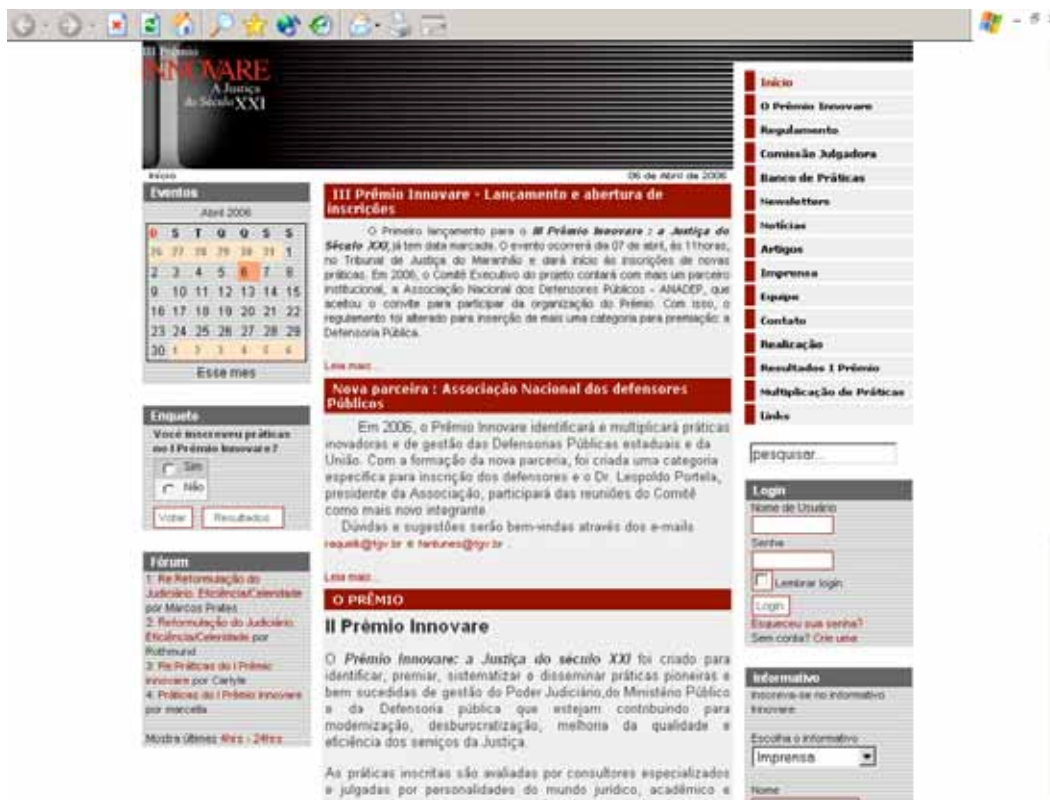 III Prêmio
INNOVARE
A Justiça
do Século XXI
Início
06 de Abril de 2006
Eventos
Abril 2006
D S T Q Q S S
26 27 28 29 30 31 1
2 3 4 5 6 7 8
9 10 11 12 13 14 15
16 17 18 19 20 21 22
23 24 25 26 27 28 29
30 1 2 3 4 5 6
Esse mes
Enquete
Você inscreveu práticas
no I Prêmio Innovare?
Sim
Não
Votar Resultados
Fórum
1: Re:Reformulação do
Judiciário. Eficiência/Celeridade
por Marcos Prates
2: Reformulação do Judiciário.
Eficiência/Celeridade por
Rothmund
3: Re:Práticas do I Prêmio
Innovare por Carlyle
4: Práticas do I Prêmio Innovare
por marcella
Mostra últimes 4hrs - 24hrs
III Prêmio Innovare - Lançamento e abertura de
inscrições
O Primeiro lançamento para o III Prêmio Innovare : a Justiça do
Século XXI, já tem data marcada. O evento ocorrerá dia 07 de abril, às 11horas,
no Tribunal de Justiça do Maranhão e dará início às inscrições de novas
práticas. Em 2006, o Comitê Executivo do projeto contará com mais um parceiro
institucional, a Associação Nacional dos Defensores Públicos - ANADEP, que
aceitou o convite para participar da organização do Prêmio. Com isso, o
regulamento foi alterado para inserção de mais uma categoria para premiação: a
Defensoria Pública.
Leia mais...
Nova parceira : Associação Nacional dos defensores
Públicos
Em 2006, o Prêmio Innovare identificará e multiplicará práticas
inovadoras e de gestão das Defensorias Públicas estaduais e da
União. Com a formação da nova parceria, foi criada uma categoria
específica para inscrição dos defensores e o Dr. Leopoldo Portela,
presidente da Associação, participará das reuniões do Comitê
como mais novo integrante.
Dúvidas e sugestões serão bem-vindas através dos e-mails
raquelk@fgv.br e fantunes@fgv.br .
Leia mais...
O PRÊMIO
II Prêmio Innovare
O Prêmio Innovare: a Justiça do século XXI foi criado para
identificar, premiar, sistematizar e disseminar práticas pioneiras e
bem sucedidas de gestão do Poder Judiciário,do Ministério Público
e da Defensoria pública que estejam contribuindo para
modernização, desburocratização, melhoria da qualidade e
eficiência dos serviços da Justiça.
As práticas inscritas são avaliadas por consultores especializados
e julgadas por personalidades do mundo jurídico, acadêmico e
Início
O Prêmio Innovare
Regulamento
Comissão Julgadora
Banco de Práticas
Newsletters
Notícias
Artigos
Imprensa
Equipe
Contato
Realização
Resultados I Prêmio
Multiplicação de Práticas
Links
pesquisar...
Login
Nome de Usuário
Senha
Lembrar login
Login
Esqueceu sua senha?
Sem conta? Crie uma
Informativo
Inscreva-se no informativo
Innovare.
Escolha o informativo
Imprensa
Nome